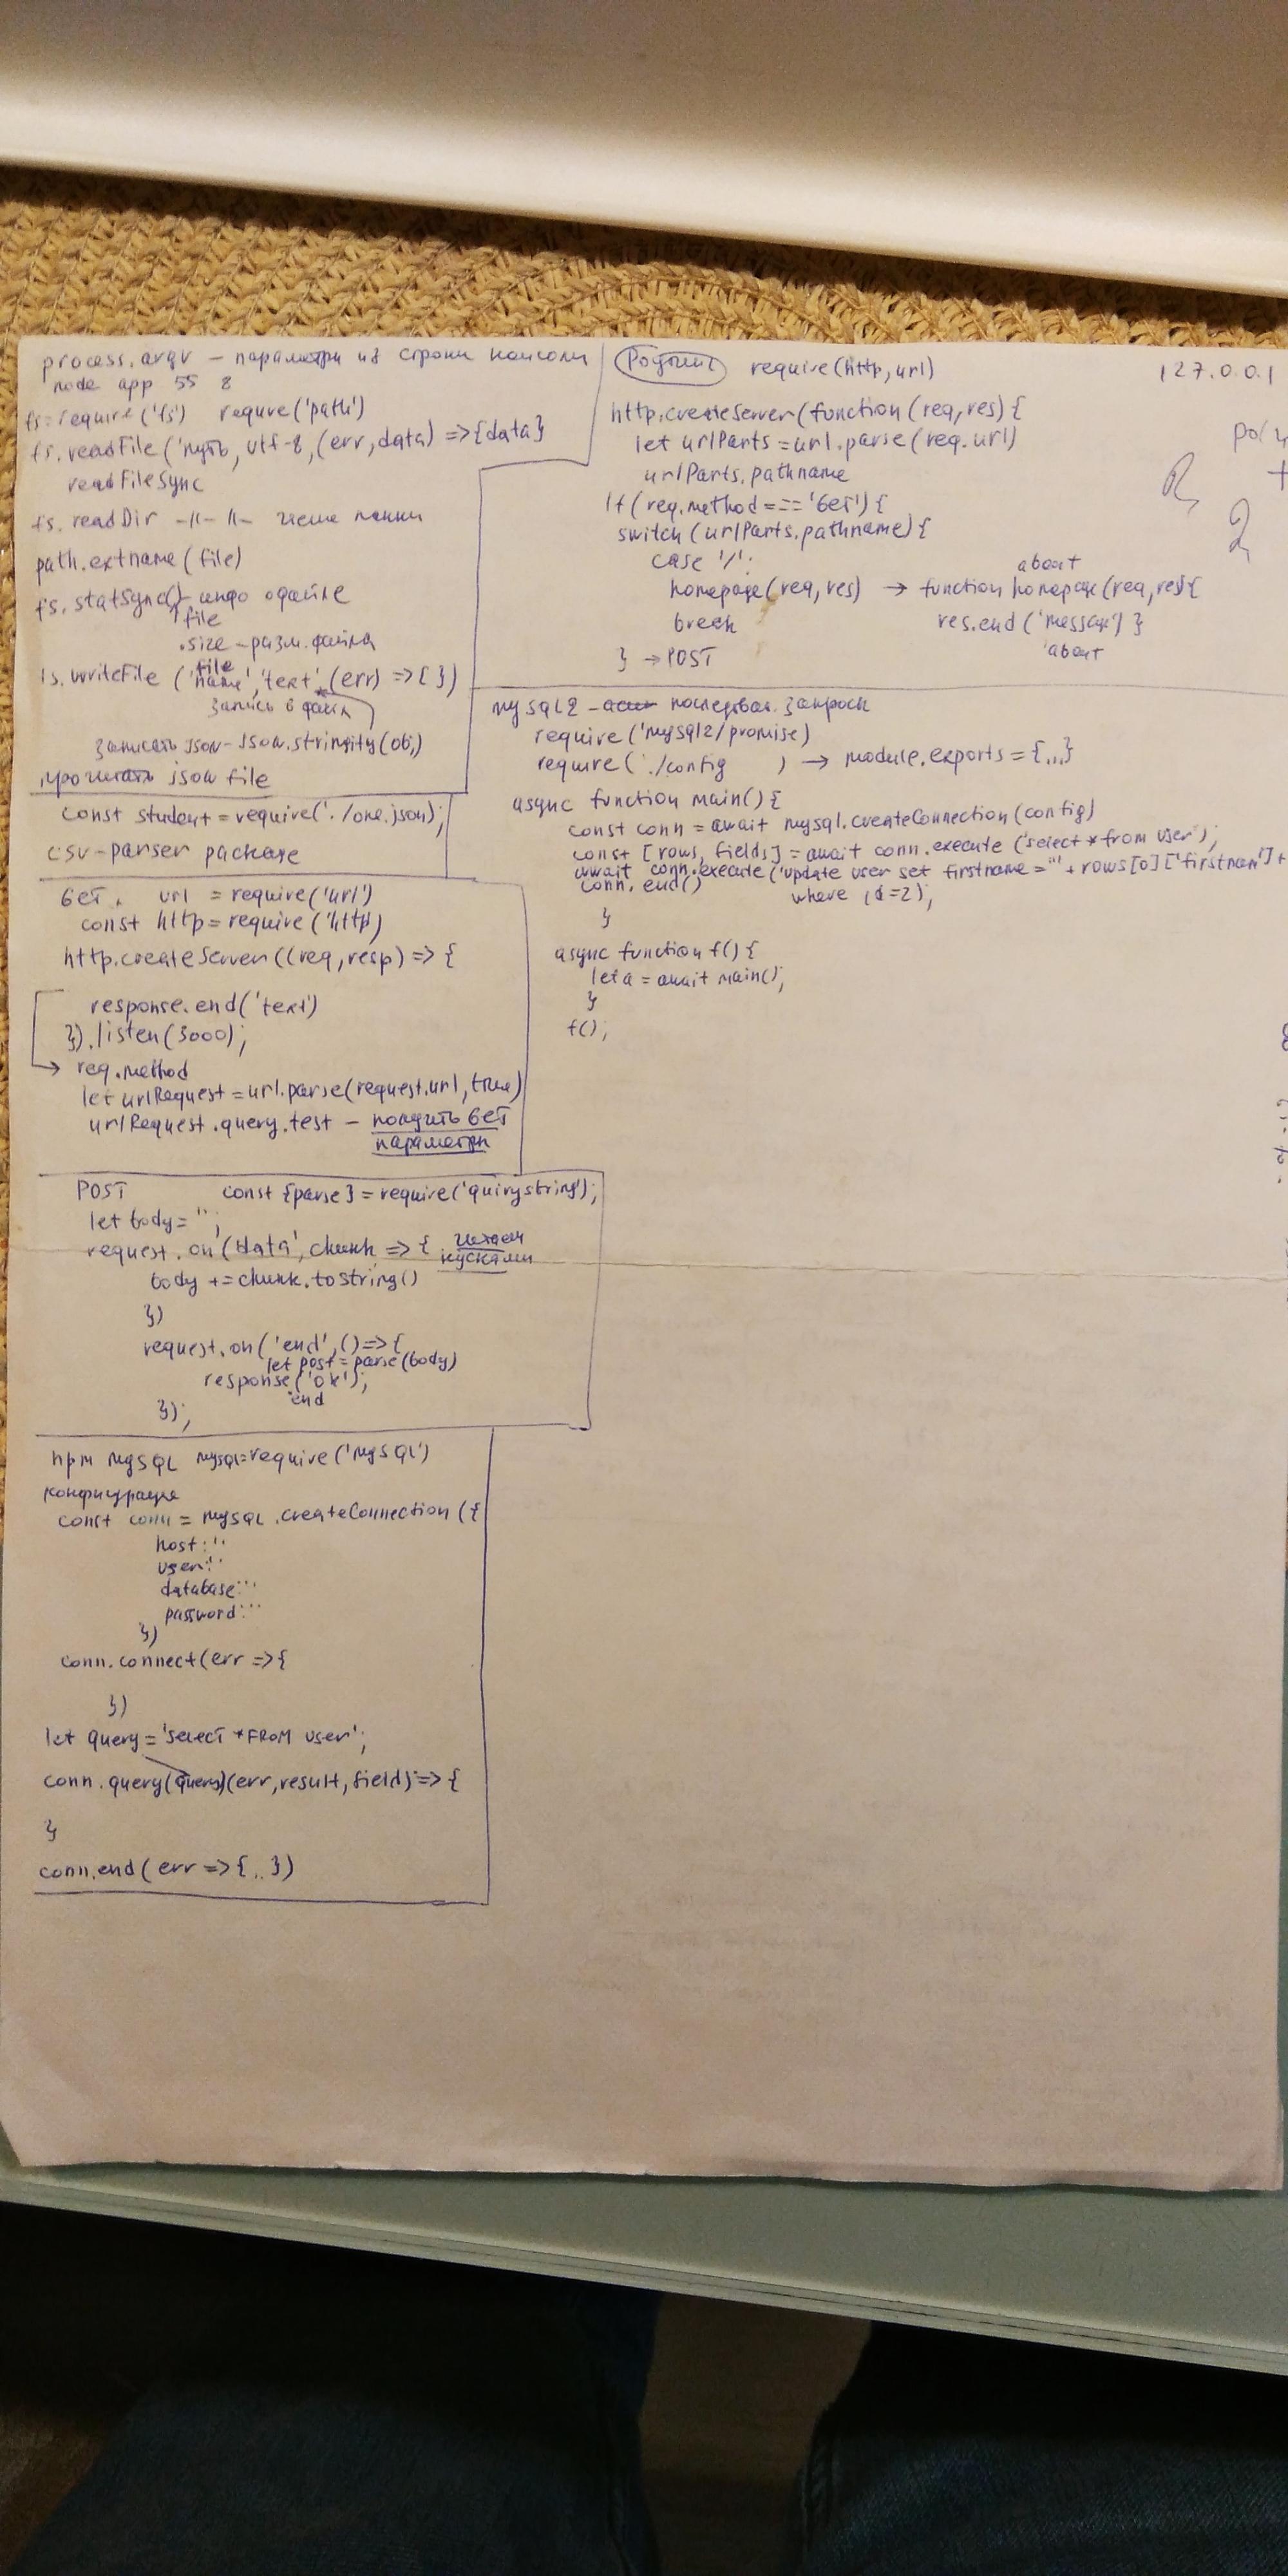 process.argv – параметри из строки консоли
node app 55 8
fs=require('fs') requre('path')
fs.readFile('путь, utf-8, (err,data) =>{data}
readFileSync
fs.readDir -//- //- чтение папки
path.extname(file)
fs.statSync() – инфо о файле
file
.size – разм. файла
fs.writeFile ('file name', 'text', (err) => { })
запись в файл
записать json – JSON.stringity(obj)
прочитать json file
const student = require('./one.json');
csv-parser package
GET. url = require('url')
const http = require('http)
http.createServer((req,resp) => {
response.end('text')
}).listen(3000);
req.method
let urlRequest = url.parse(request.url, true)
urlRequest.query.test – получить GET
параметри
POST const {parse} = require('quirystring');
let body = '';
request.on('data', chunk => { читаем
кусками
body += chunk.toString()
})
request.on('end', () => {
let post = parse(body)
response('ok');
.end
});
npm mysQL mysQL=require('MysQL')
конфигурация
const conn = mysQL.createConnection({
host: ''
user: ''
database: ''
password: ''
})
conn.connect(err => {
})
let query = 'select * FROM user';
conn.query(query)(err, result, field) => {
}
conn.end(err => {..})
Роутинг require(http, url)
127.0.0.1
http.createServer(function(req,res) {
let urlParts = url.parse(req.url)
urlParts.pathname
If(req.method === 'GET') {
switch(urlParts.pathname) {
case '/':
about
homepage(req, res) → function homepage(req, res){
break
res.end('message') }
'about
} → POST
mySQL2 – последоват. запросы
require('mysql2/promise)
require('./config ) → module.exports = {...}
async function main() {
const conn = await mysql.createConnection(config)
const [rows, fields] = await conn.execute('select * from user');
await conn.execute('update user set firstname = "' + rows[0]['firstnam'] +
where id=2);
conn.end()
}
async function f() {
let a = await main();
}
f();